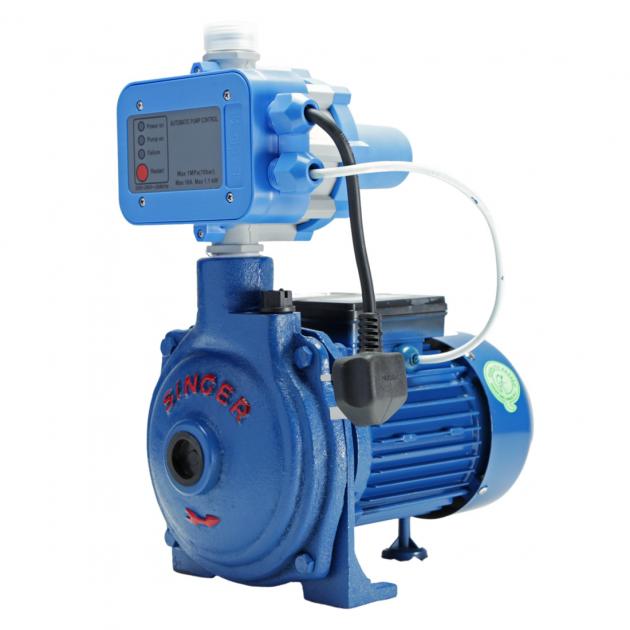 AUTOMATIC PUMP CONTROL
Power on
Pump on
Failure
Restart
Max 1MPa(10bar)
Max 10A Max 1.1 kW
SINGER